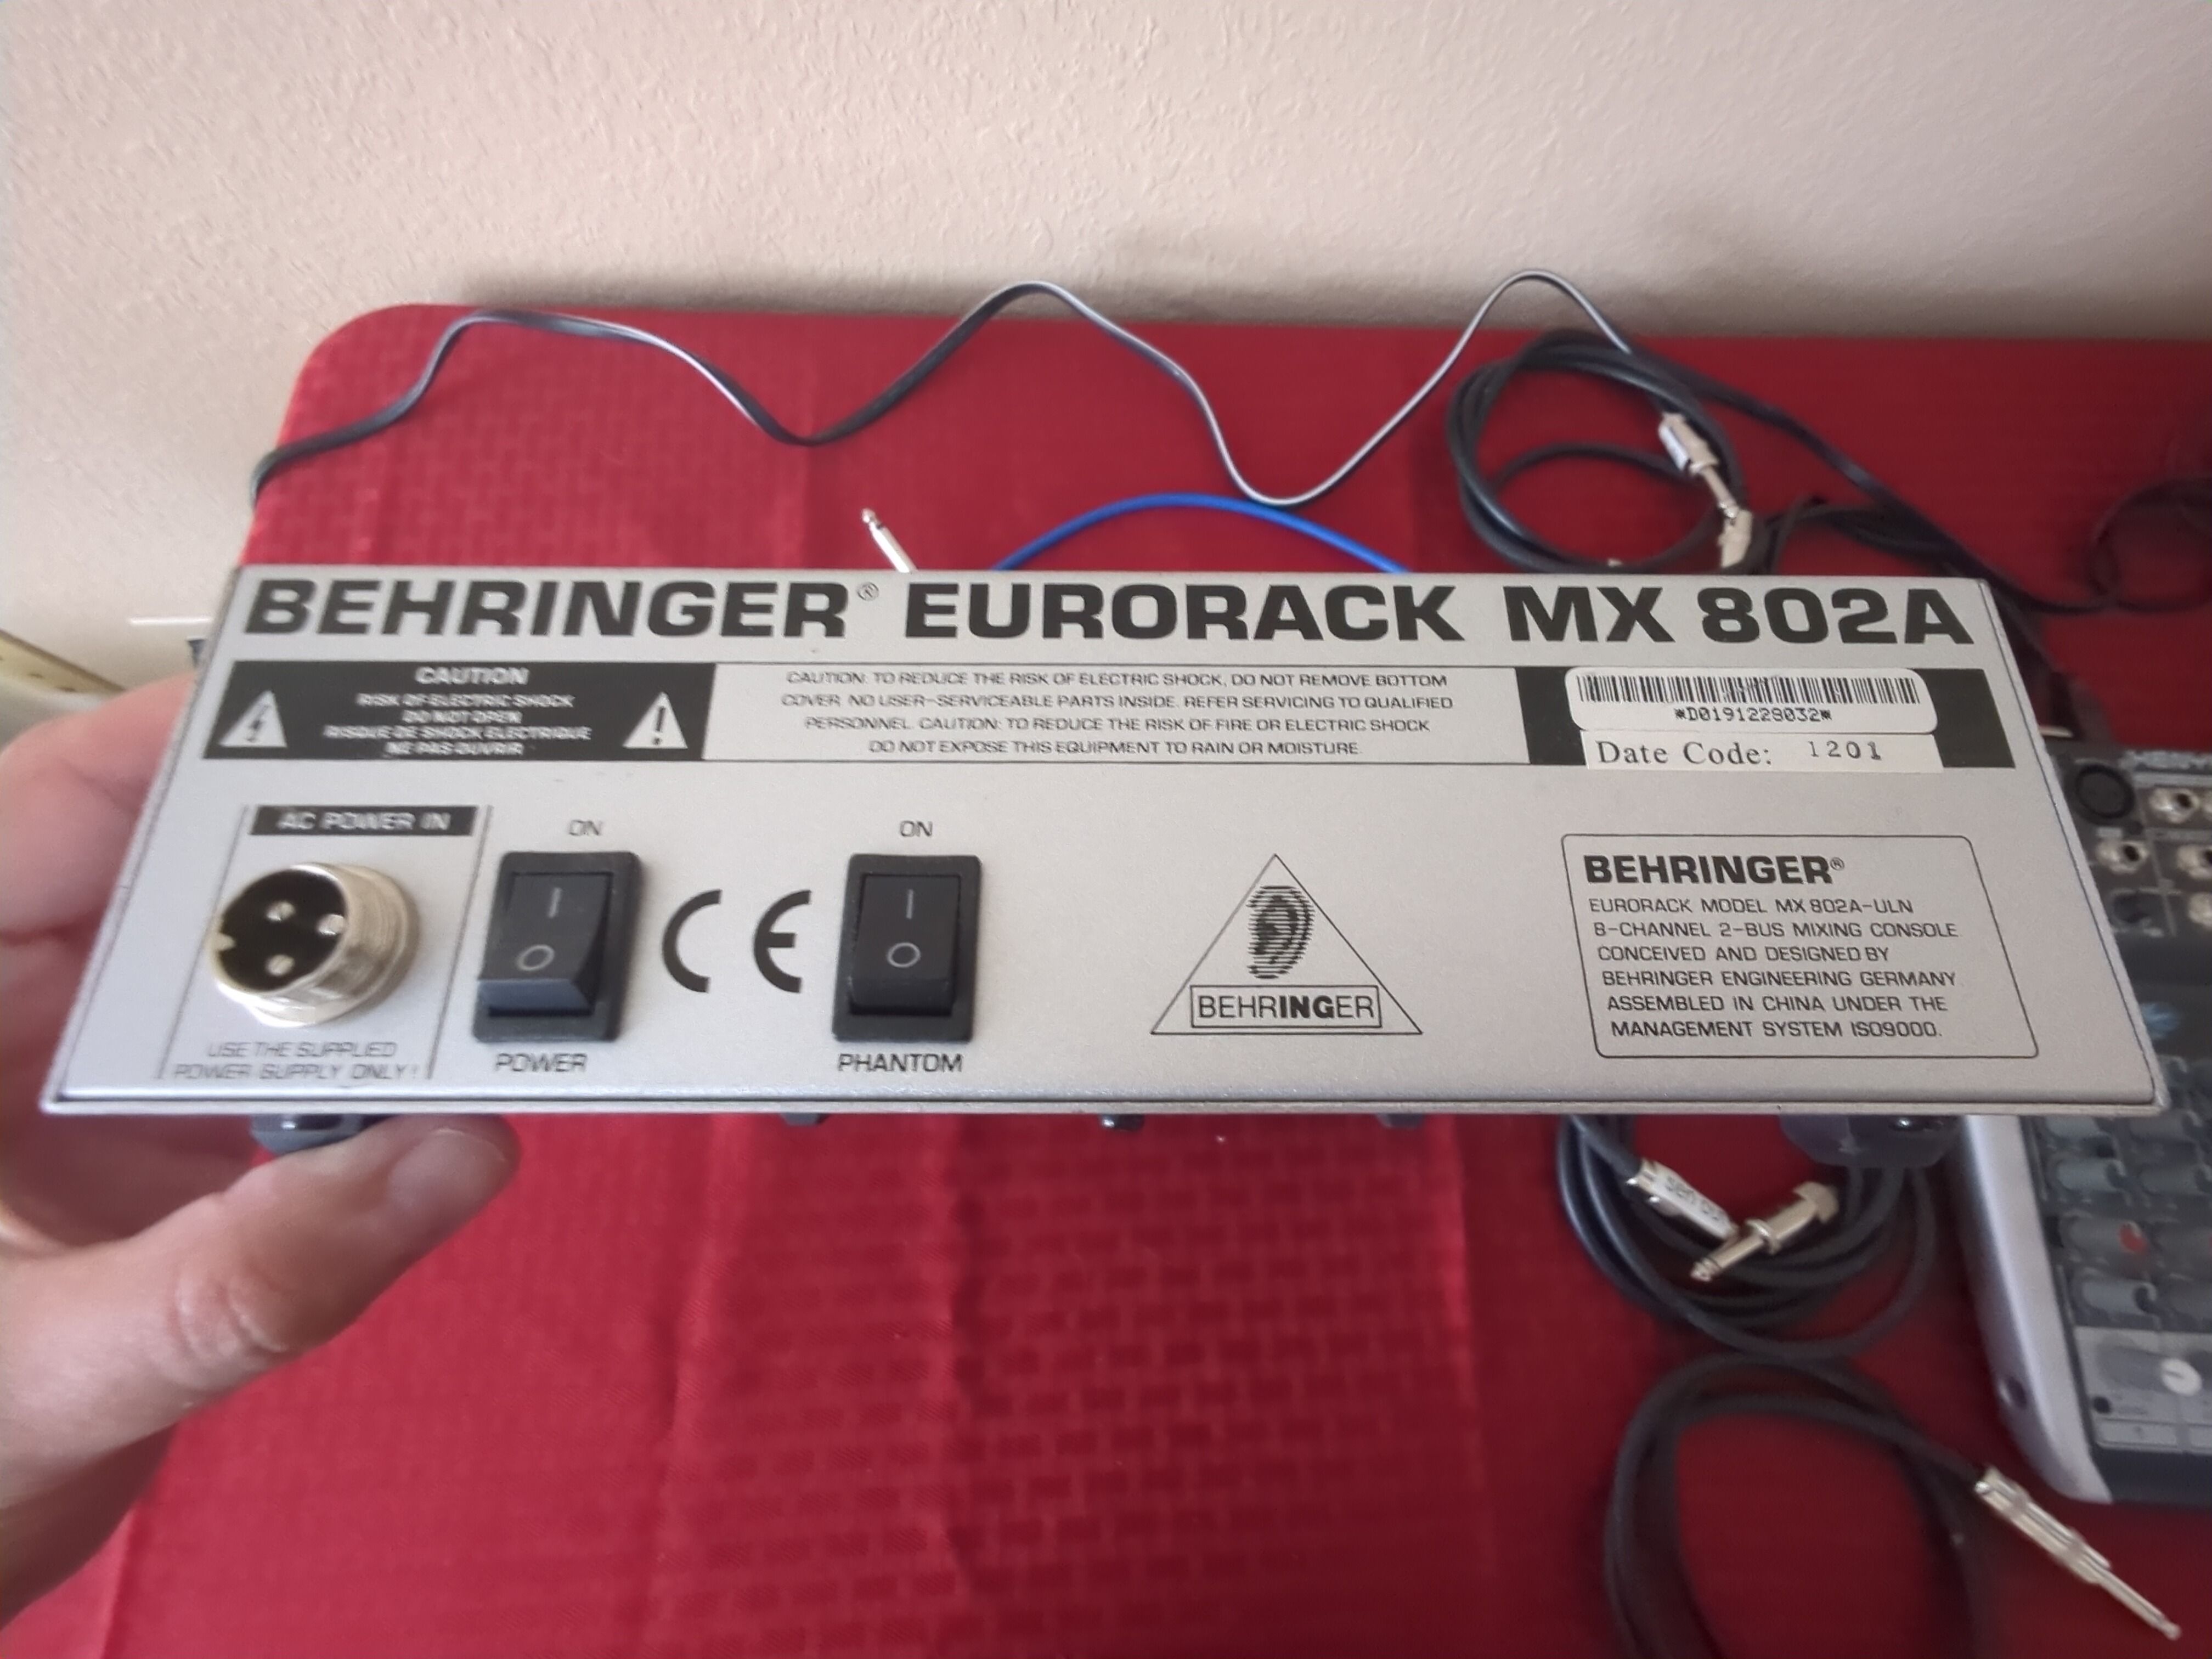 BEHRINGER® EURORACK MX 802A
CAUTION
RISK OF ELECTRIC SHOCK
DO NOT OPEN
RISQUE DE SHOCK ELECTRIQUE
NE PAS OUVRIR
CAUTION: TO REDUCE THE RISK OF ELECTRIC SHOCK, DO NOT REMOVE BOTTOM
COVER. NO USER-SERVICEABLE PARTS INSIDE. REFER SERVICING TO QUALIFIED
PERSONNEL. CAUTION: TO REDUCE THE RISK OF FIRE OR ELECTRIC SHOCK
DO NOT EXPOSE THIS EQUIPMENT TO RAIN OR MOISTURE.
*D0191228032*
Date Code: 1201
AC POWER IN
USE THE SUPPLIED
POWER SUPPLY ONLY!
ON
POWER
CE
ON
PHANTOM
BEHRINGER
BEHRINGER®
EURORACK MODEL MX 802A-ULN
8-CHANNEL 2-BUS MIXING CONSOLE.
CONCEIVED AND DESIGNED BY
BEHRINGER ENGINEERING GERMANY.
ASSEMBLED IN CHINA UNDER THE
MANAGEMENT SYSTEM ISO9000.